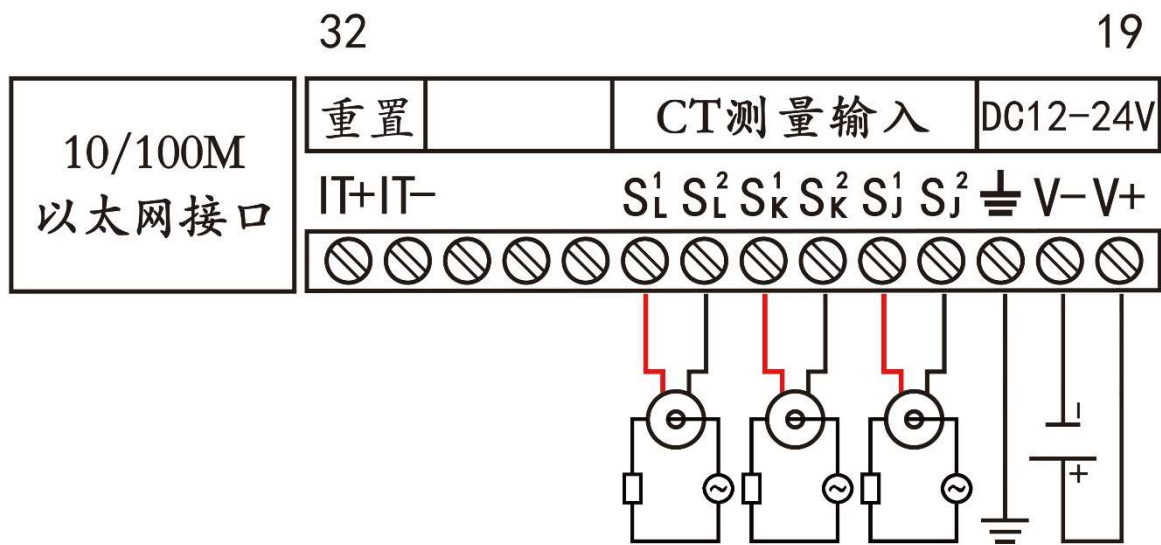 32 19
10/100M
以太网接口
重置 CT测量输入 DC12-24V
IT+ IT- S¹L S²L S¹K S²K S¹J S²J V- V+
-
+